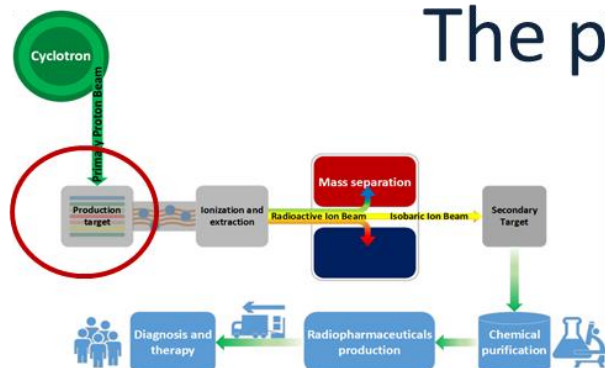 The p
Cyclotron
Primary Proton Beam
Production
target
Ionization and
extraction
Radioactive Ion Beam
Mass separation
Isobaric Ion Beam
Secondary
Target
Diagnosis and
therapy
Radiopharmaceuticals
production
Chemical
purification